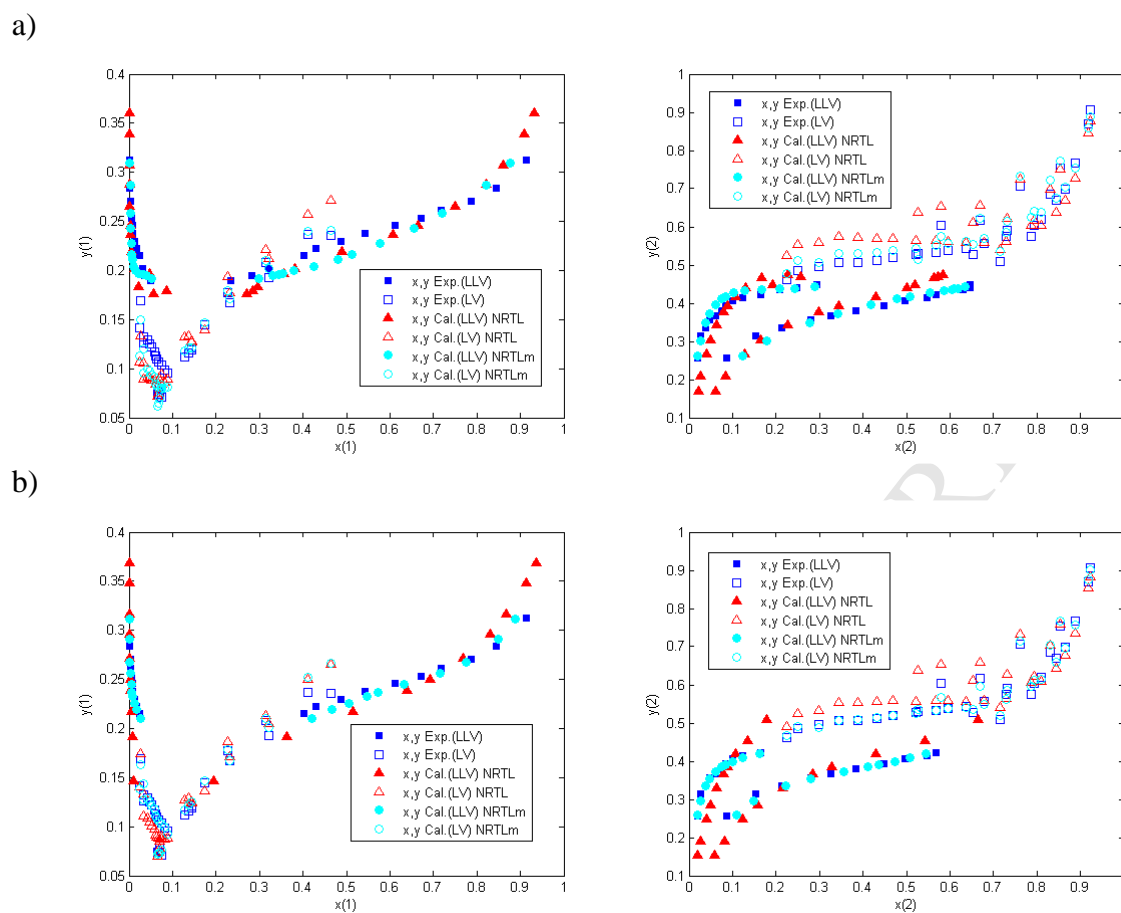 a)
0.4
0.35
0.3
0.25
0.2
0.15
0.1
0.05
y(1)
0 0.1 0.2 0.3 0.4 0.5 0.6 0.7 0.8 0.9 1
x(1)
x,y Exp.(LLV)
x,y Exp.(LV)
x,y Cal.(LLV) NRTL
x,y Cal.(LV) NRTL
x,y Cal.(LLV) NRTLm
x,y Cal.(LV) NRTLm
1
0.9
0.8
0.7
0.6
0.5
0.4
0.3
0.2
0.1
y(2)
0 0.1 0.2 0.3 0.4 0.5 0.6 0.7 0.8 0.9
x(2)
x,y Exp.(LLV)
x,y Exp.(LV)
x,y Cal.(LLV) NRTL
x,y Cal.(LV) NRTL
x,y Cal.(LLV) NRTLm
x,y Cal.(LV) NRTLm
b)
0.4
0.35
0.3
0.25
0.2
0.15
0.1
0.05
y(1)
0 0.1 0.2 0.3 0.4 0.5 0.6 0.7 0.8 0.9 1
x(1)
x,y Exp.(LLV)
x,y Exp.(LV)
x,y Cal.(LLV) NRTL
x,y Cal.(LV) NRTL
x,y Cal.(LLV) NRTLm
x,y Cal.(LV) NRTLm
1
0.9
0.8
0.7
0.6
0.5
0.4
0.3
0.2
0.1
y(2)
0 0.1 0.2 0.3 0.4 0.5 0.6 0.7 0.8 0.9
x(2)
x,y Exp.(LLV)
x,y Exp.(LV)
x,y Cal.(LLV) NRTL
x,y Cal.(LV) NRTL
x,y Cal.(LLV) NRTLm
x,y Cal.(LV) NRTLm